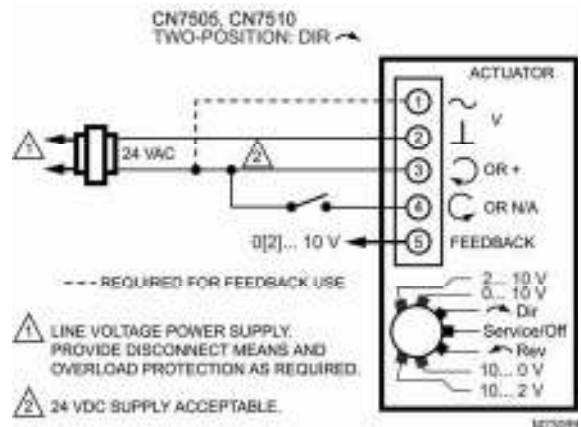 CN7505, CN7510
TWO-POSITION: DIR
ACTUATOR
1
V
2
1
24 VAC
2
3
OR +
4
OR N/A
0[2]... 10 V
5
FEEDBACK
REQUIRED FOR FEEDBACK USE
2... 10 V
0... 10 V
Dir
Service/Off
Rev
10... 0 V
10... 2 V
1 LINE VOLTAGE POWER SUPPLY.
PROVIDE DISCONNECT MEANS AND
OVERLOAD PROTECTION AS REQUIRED.
2 24 VDC SUPPLY ACCEPTABLE.